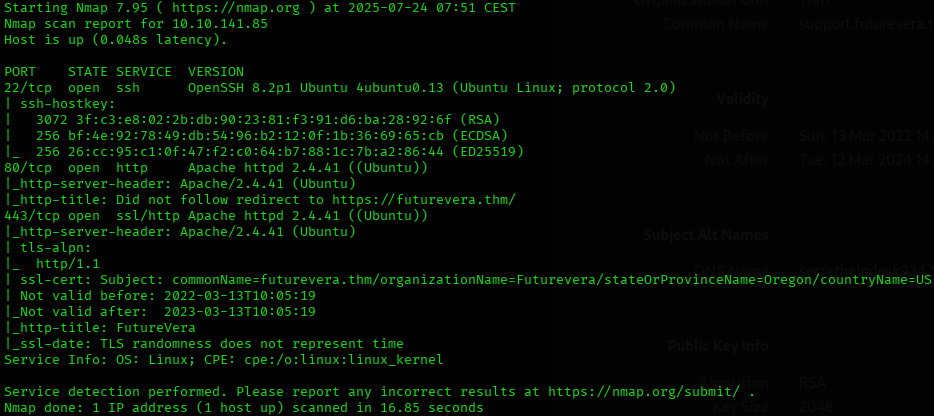 Starting Nmap 7.95 ( https://nmap.org ) at 2025-07-24 07:51 CEST
Nmap scan report for 10.10.141.85
Host is up (0.048s latency).
PORT    STATE SERVICE  VERSION
22/tcp  open  ssh      OpenSSH 8.2p1 Ubuntu 4ubuntu0.13 (Ubuntu Linux; protocol 2.0)
| ssh-hostkey:
|   3072 3f:c3:e8:02:2b:db:90:23:81:f3:91:d6:ba:28:92:6f (RSA)
|   256 bf:4e:92:78:49:db:54:96:b2:12:0f:1b:36:69:65:cb (ECDSA)
|_  256 26:cc:95:c1:0f:47:f2:c0:64:b7:88:1c:7b:a2:86:44 (ED25519)
80/tcp  open  http     Apache httpd 2.4.41 ((Ubuntu))
|_http-server-header: Apache/2.4.41 (Ubuntu)
|_http-title: Did not follow redirect to https://futurevera.thm/
443/tcp open  ssl/http Apache httpd 2.4.41 ((Ubuntu))
|_http-server-header: Apache/2.4.41 (Ubuntu)
| tls-alpn:
|_  http/1.1
| ssl-cert: Subject: commonName=futurevera.thm/organizationName=Futurevera/stateOrProvinceName=Oregon/countryName=US
| Not valid before: 2022-03-13T10:05:19
|_Not valid after:  2023-03-13T10:05:19
|_http-title: FutureVera
|_ssl-date: TLS randomness does not represent time
Service Info: OS: Linux; CPE: cpe:/o:linux:linux_kernel
Service detection performed. Please report any incorrect results at https://nmap.org/submit/ .
Nmap done: 1 IP address (1 host up) scanned in 16.85 seconds
Common Name support.futurevera.
Validity
Not Before Sun, 13 Mar 2022 14
Not After Tue, 12 Mar 2024 14
Subject Alt Names
Public Key Info
Algorithm RSA
Key Size 2048